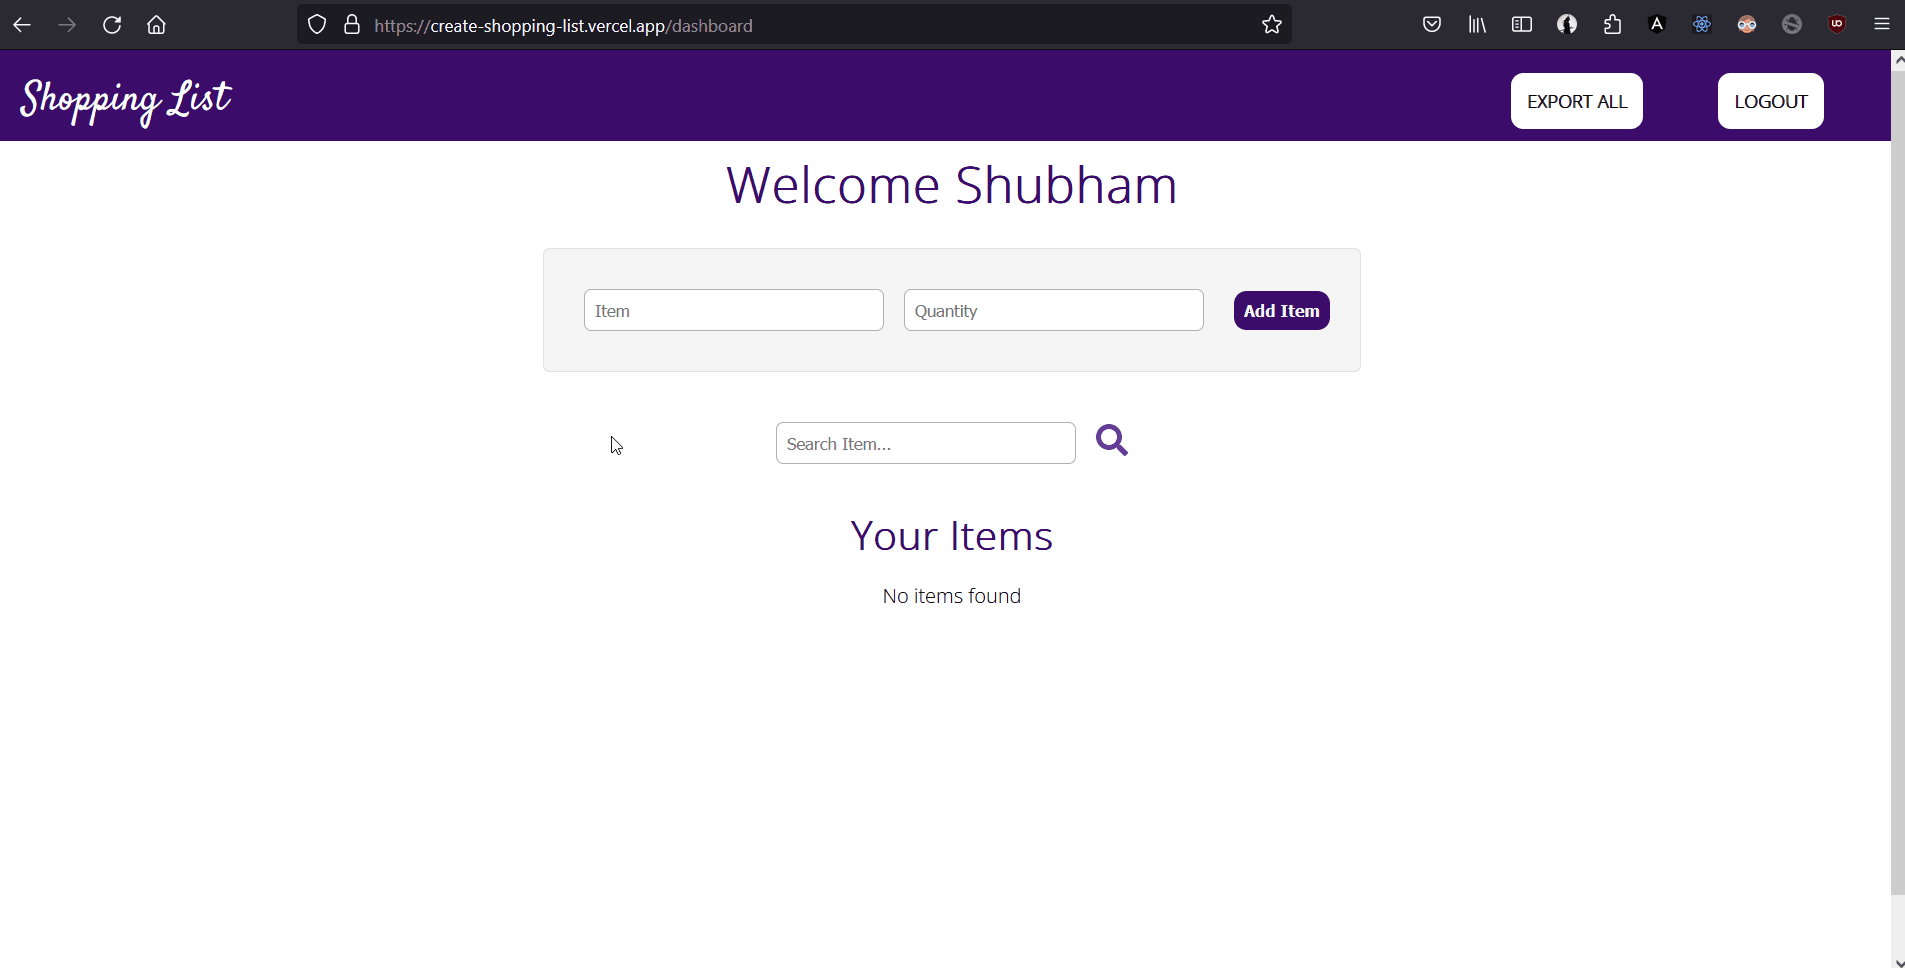 https://create-shopping-list.vercel.app/dashboard
Shopping List
EXPORT ALL
LOGOUT
Welcome Shubham
Item
Quantity
Add Item
Search Item...
Your Items
No items found